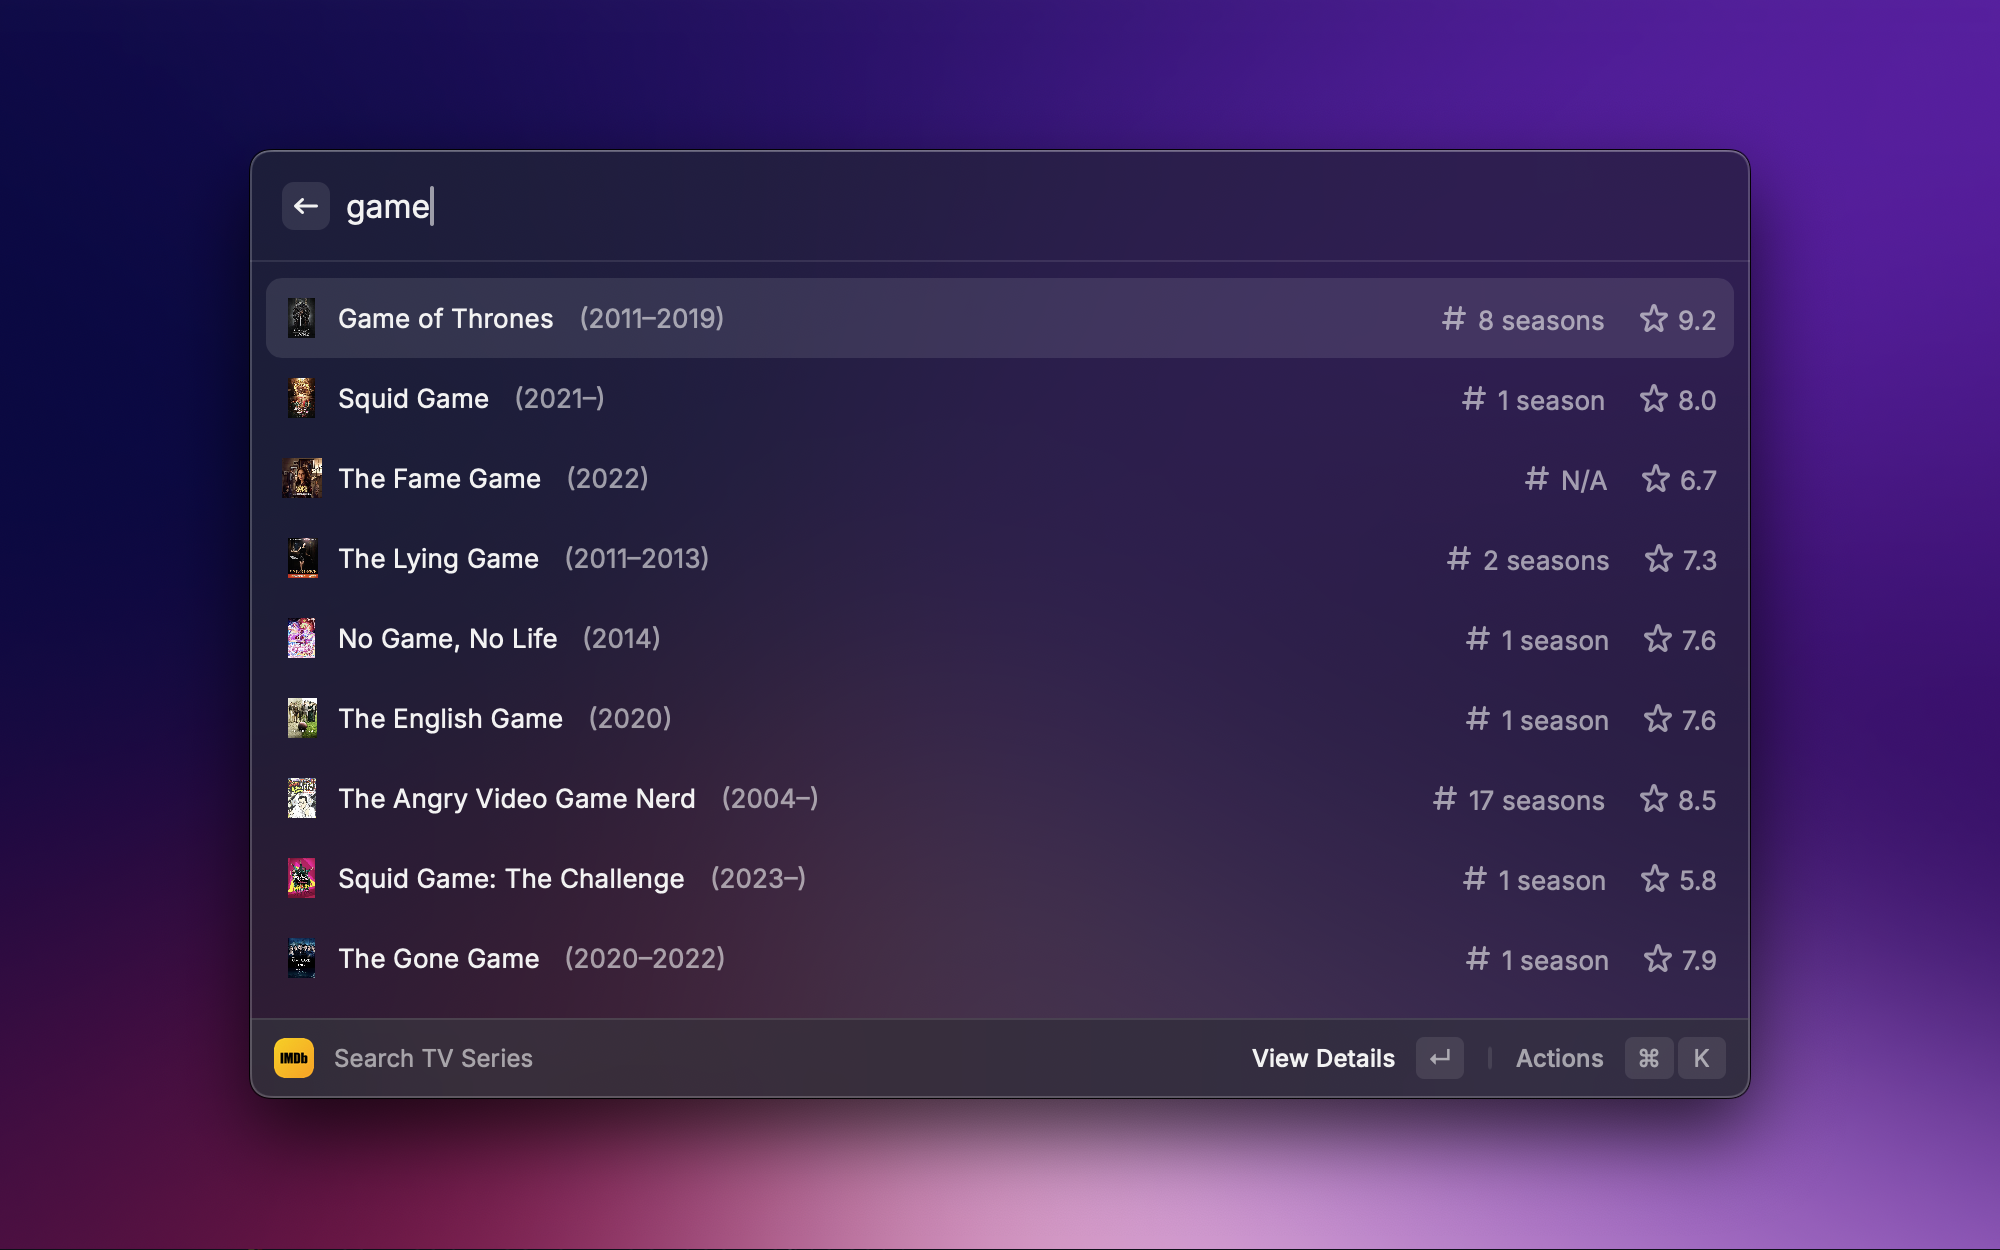 game
Game of Thrones (2011–2019) # 8 seasons 9.2
Squid Game (2021–) # 1 season 8.0
The Fame Game (2022) # N/A 6.7
The Lying Game (2011–2013) # 2 seasons 7.3
No Game, No Life (2014) # 1 season 7.6
The English Game (2020) # 1 season 7.6
The Angry Video Game Nerd (2004–) # 17 seasons 8.5
Squid Game: The Challenge (2023–) # 1 season 5.8
The Gone Game (2020–2022) # 1 season 7.9
IMDb Search TV Series View Details ↵ Actions ⌘ K